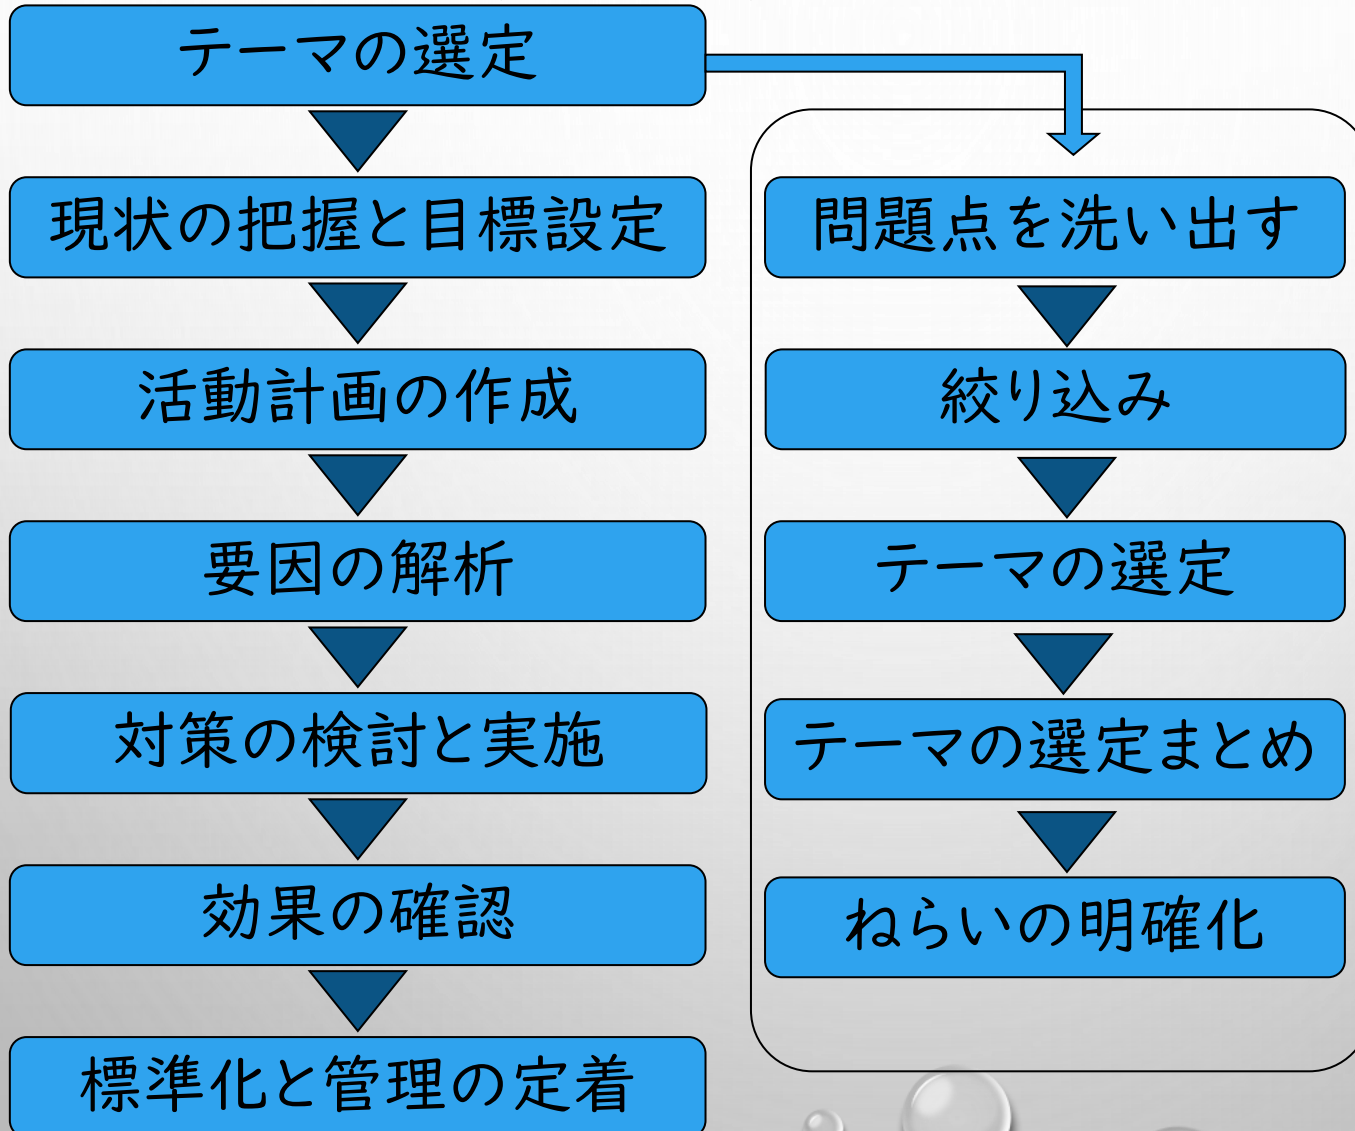 テーマの選定
現状の把握と目標設定
活動計画の作成
要因の解析
対策の検討と実施
効果の確認
標準化と管理の定着
問題点を洗い出す
絞り込み
テーマの選定
テーマの選定まとめ
ねらいの明確化